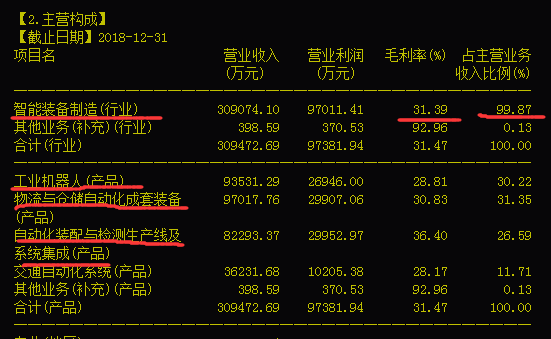 【2.主营构成】
【截止日期】2018-12-31
项目名 营业收入 营业利润 毛利率(%) 占主营业务
(万元) (万元) 收入比例(%)
智能装备制造(行业) 309074.10 97011.41 31.39 99.87
其他业务(补充)(行业) 398.59 370.53 92.96 0.13
合计(行业) 309472.69 97381.94 31.47 100.00
工业机器人(产品) 93531.29 26946.00 28.81 30.22
物流与仓储自动化成套装备 97017.76 29907.06 30.83 31.35
(产品)
自动化装配与检测生产线及 82293.37 29952.97 36.40 26.59
系统集成(产品)
交通自动化系统(产品) 36231.68 10205.38 28.17 11.71
其他业务(补充)(产品) 398.59 370.53 92.96 0.13
合计(产品) 309472.69 97381.94 31.47 100.00